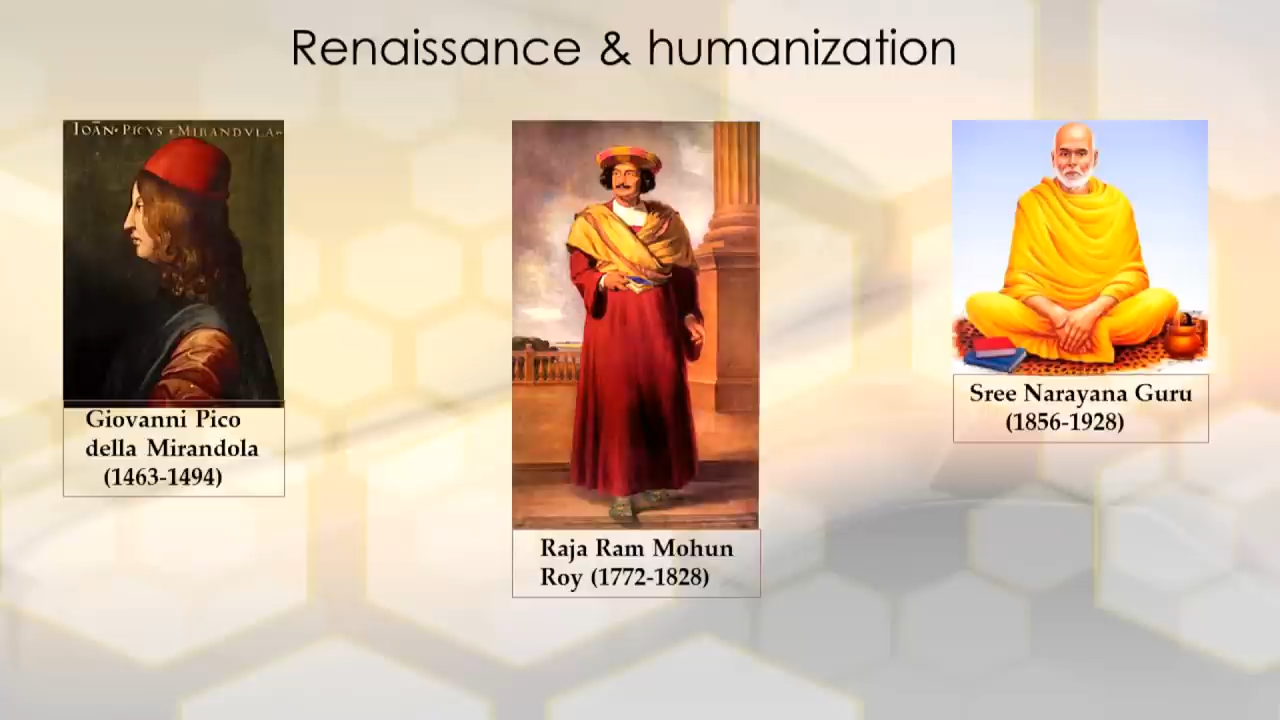 Renaissance & humanization
IOĀN·PICVS·MIRANDVLA·
Giovanni Pico
della Mirandola
(1463-1494)
Raja Ram Mohun
Roy (1772-1828)
Sree Narayana Guru
(1856-1928)